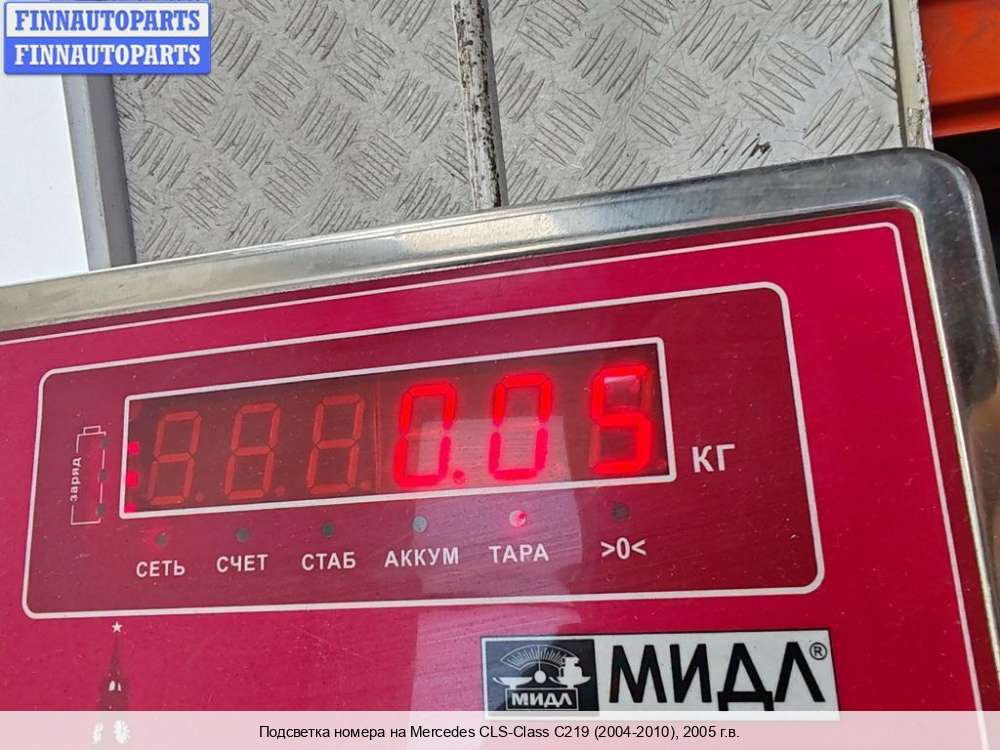 FINNAUTOPARTS
FINNAUTOPARTS
заряд
0.05 КГ
СЕТЬ СЧЕТ СТАБ АККУМ ТАРА >0<
МИДЛ МИДЛ®
Подсветка номера на Mercedes CLS-Class C219 (2004-2010), 2005 г.в.